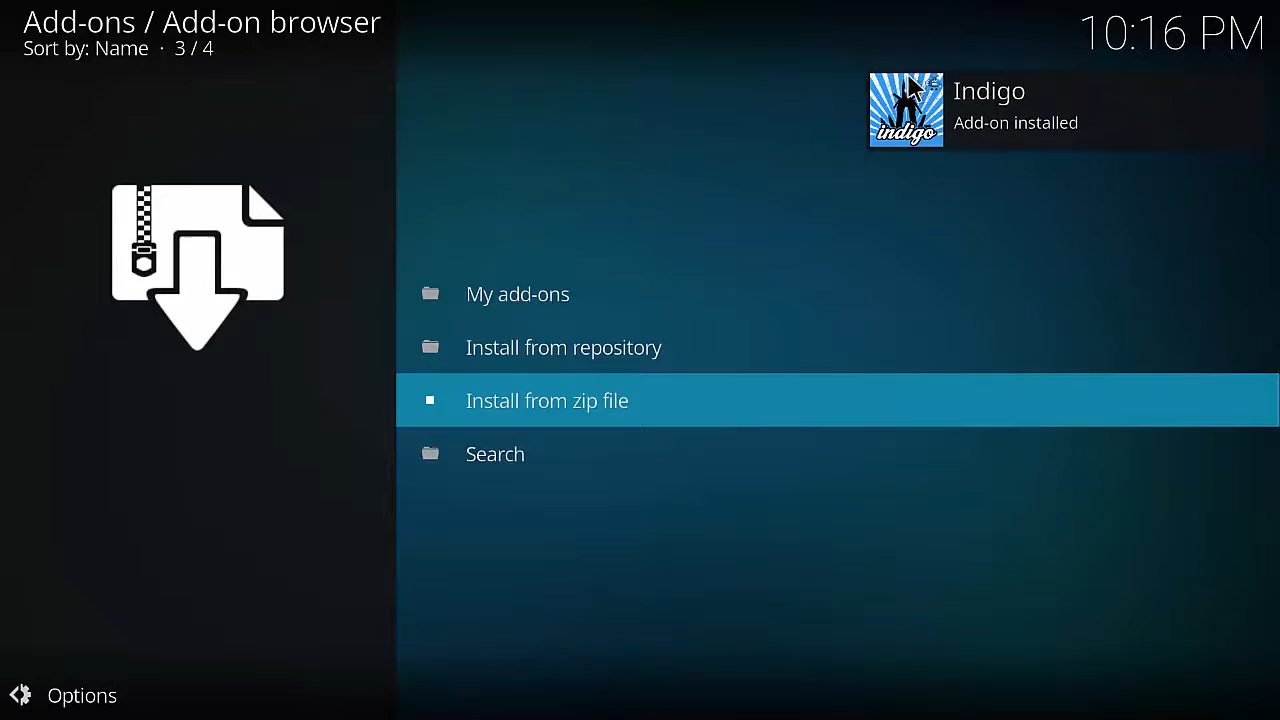 Add-ons / Add-on browser
Sort by: Name · 3 / 4
10:16 PM
indigo
Indigo
Add-on installed
My add-ons
Install from repository
Install from zip file
Search
Options